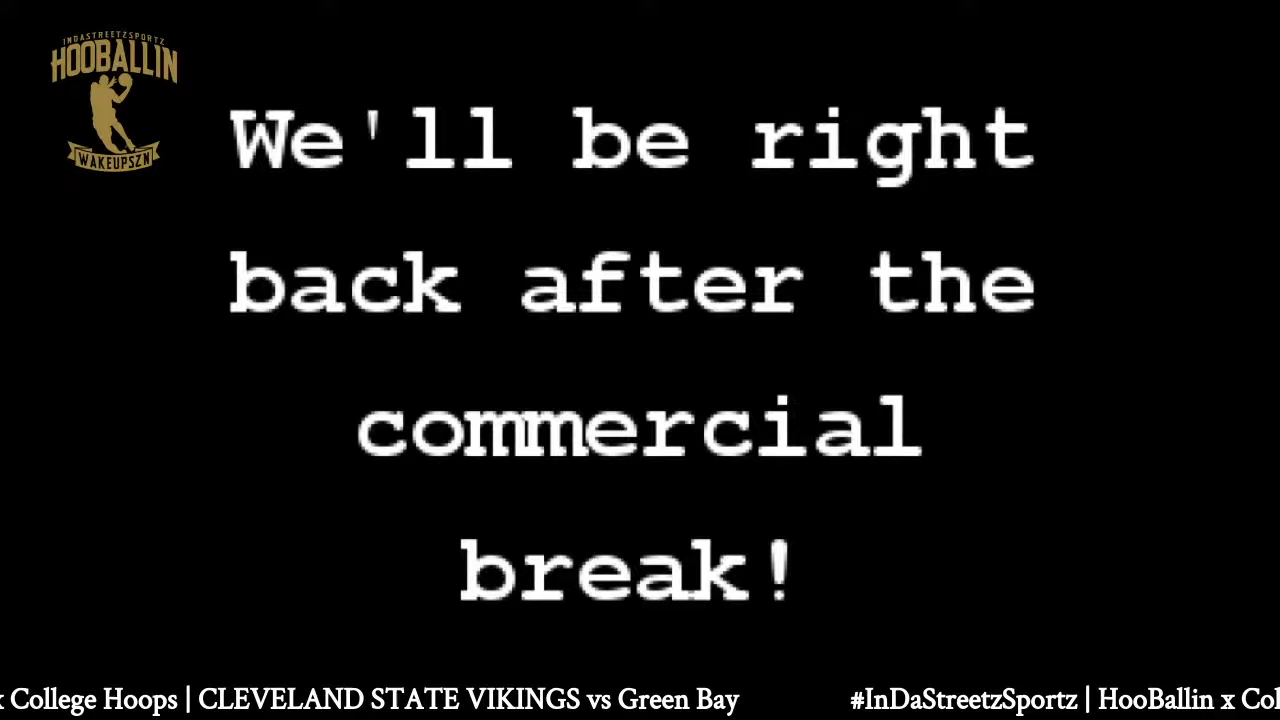 INDASTREETZSPORTZ
HOOBALLIN
WAKEUPSZN
We'll be right
back after the
commercial
break!
x College Hoops | CLEVELAND STATE VIKINGS vs Green Bay #InDaStreetzSportz | HooBallin x Col